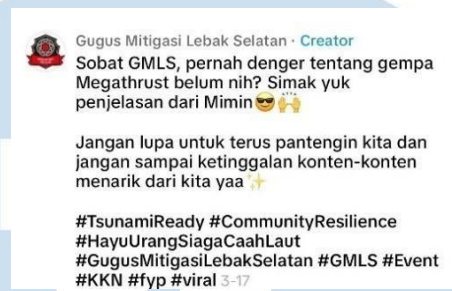 Gugus Mitigasi Lebak Selatan · Creator
Sobat GMLS, pernah denger tentang gempa
Megathrust belum nih? Simak yuk
penjelasan dari Mimin😎🙌
Jangan lupa untuk terus pantengin kita dan
jangan sampai ketinggalan konten-konten
menarik dari kita yaa✨
#TsunamiReady #CommunityResilience
#HayuUrangSiagaCaahLaut
#GugusMitigasiLebakSelatan #GMLS #Event
#KKN #fyp #viral 3-17